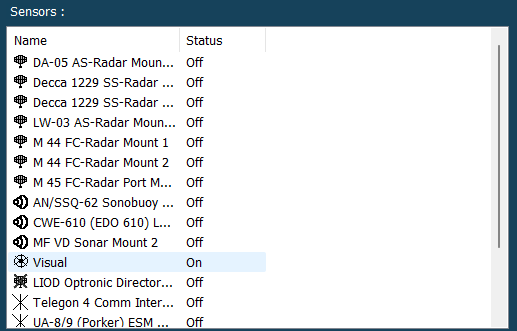 Sensors :
Name Status
DA-05 AS-Radar Moun... Off
Decca 1229 SS-Radar ... Off
Decca 1229 SS-Radar ... Off
LW-03 AS-Radar Moun... Off
M 44 FC-Radar Mount 1 Off
M 44 FC-Radar Mount 2 Off
M 45 FC-Radar Port M... Off
AN/SSQ-62 Sonobuoy ... Off
CWE-610 (EDO 610) L... Off
MF VD Sonar Mount 2 Off
Visual On
LIOD Optronic Director... Off
Telegon 4 Comm Inter... Off
UA-8/9 (Porker) ESM ... Off